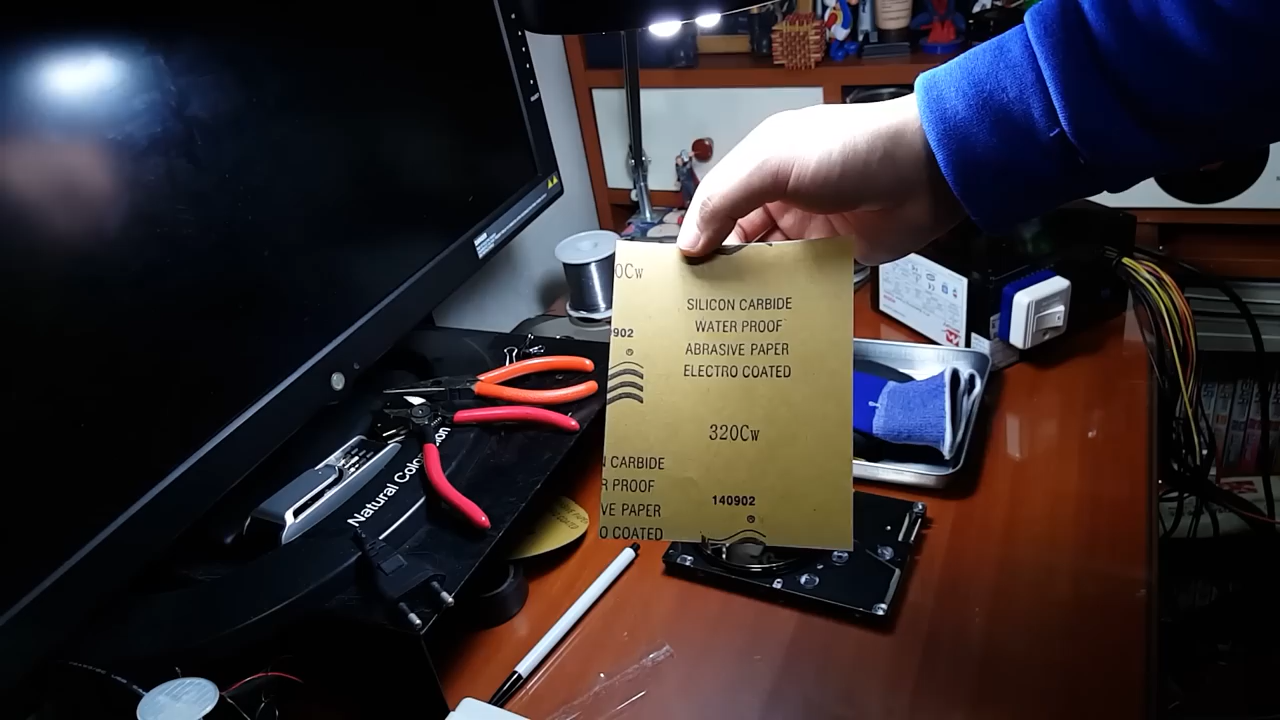 0Cw
SILICON CARBIDE
WATER PROOF
ABRASIVE PAPER
ELECTRO COATED
902
®
320Cw
N CARBIDE
R PROOF
VE PAPER
O COATED
140902
®
Natural Colo